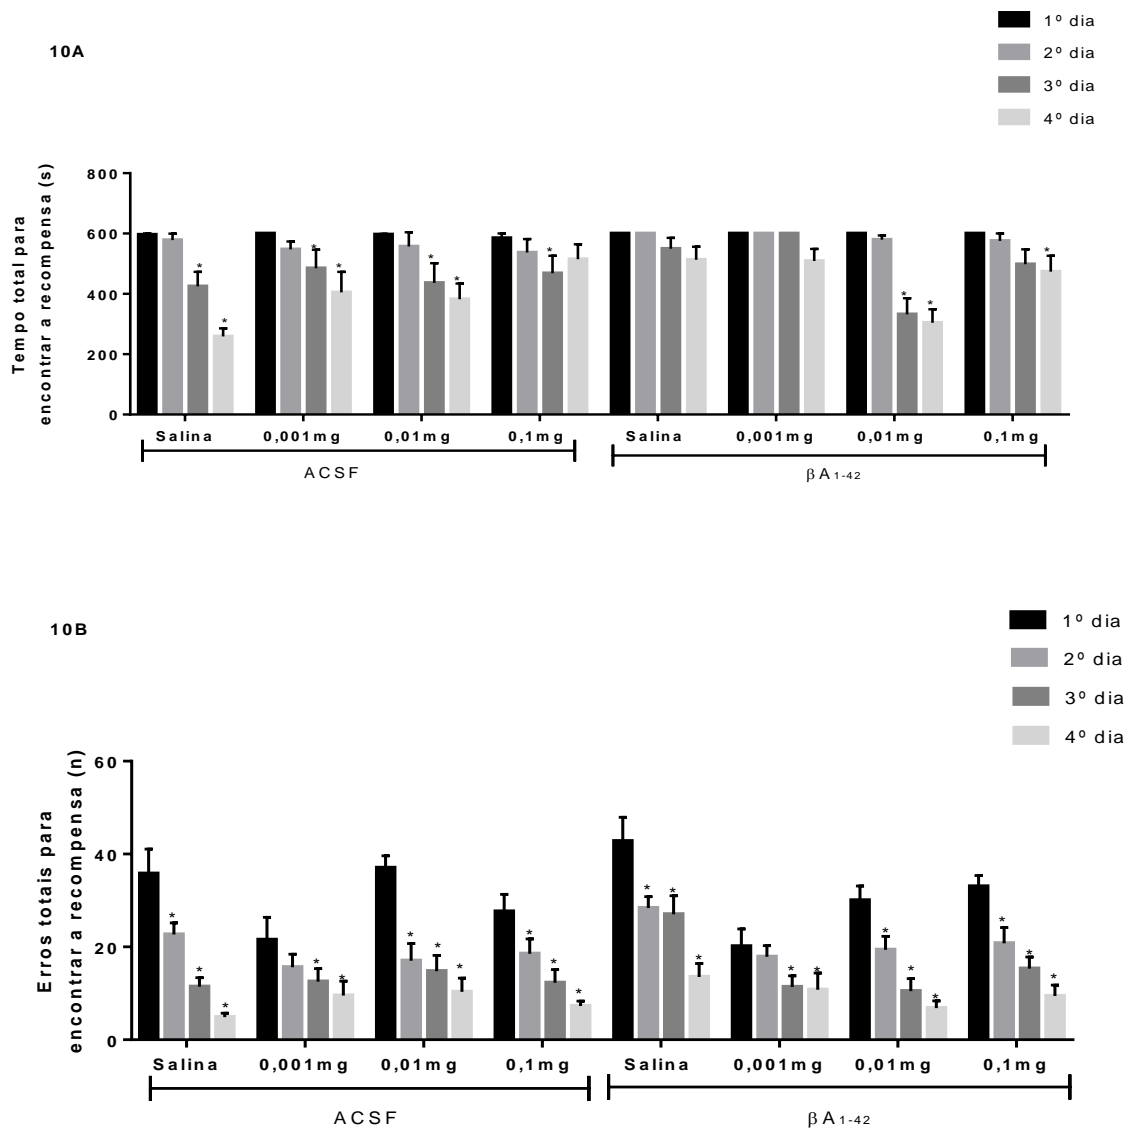 10A
1º dia
2º dia
3º dia
4º dia
Tempo total para
encontrar a recompensa (s)
800
600
400
200
0
* * * * * * * * * * *
Salina 0,001mg 0,01mg 0,1mg Salina 0,001mg 0,01mg 0,1mg
ACSF βA1-42
10B
1º dia
2º dia
3º dia
4º dia
Erros totais para
encontrar a recompensa (n)
60
40
20
0
* * * * * * * * * * * * * * * * * * * * * *
Salina 0,001mg 0,01mg 0,1mg Salina 0,001mg 0,01mg 0,1mg
ACSF βA1-42